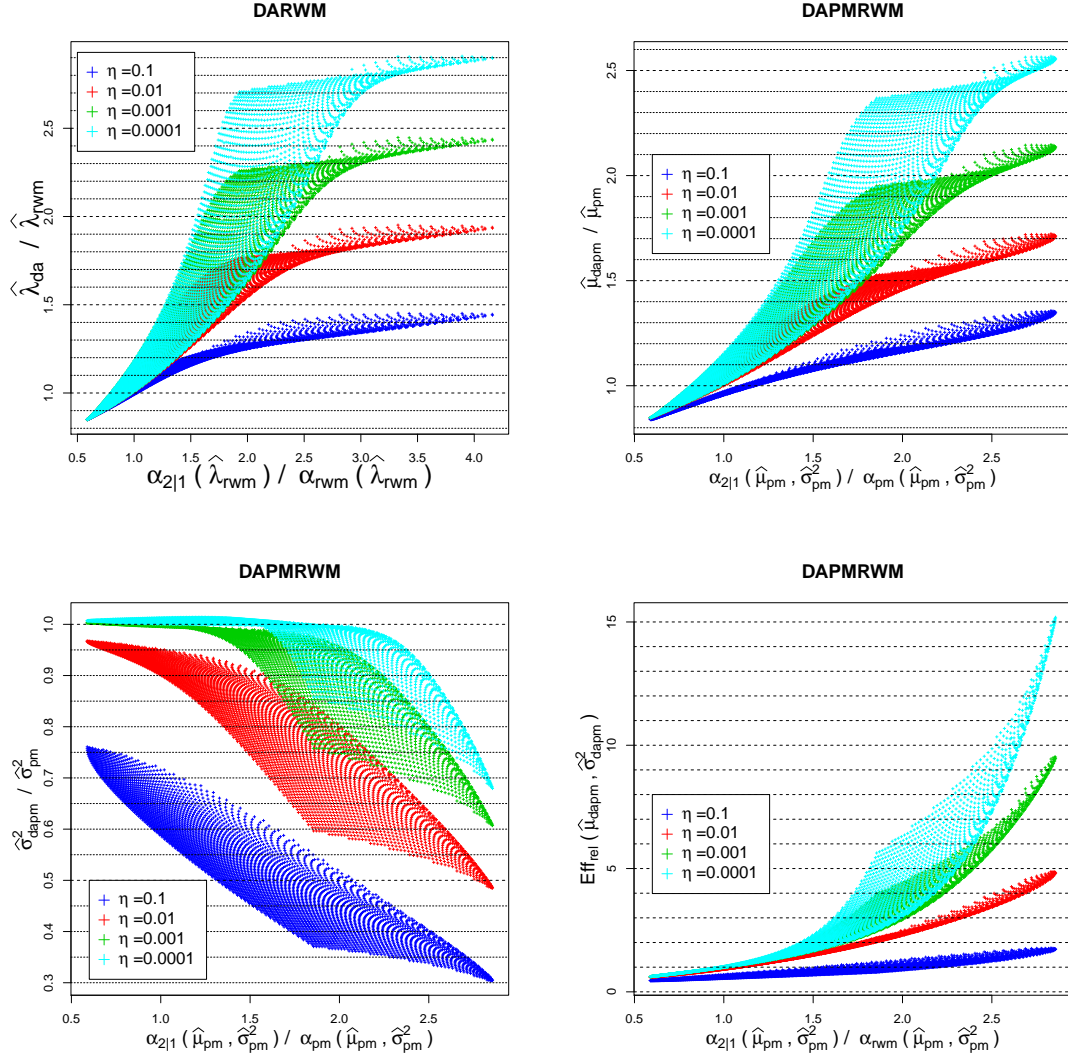 DARWM
η =0.1
η =0.01
η =0.001
η =0.0001
λ̂da / λ̂rwm
1.0 1.5 2.0 2.5
0.5 1.0 1.5 2.0 2.5 3.0 3.5 4.0
α2|1 ( λ̂rwm ) / αrwm ( λ̂rwm )
DAPMRWM
η =0.1
η =0.01
η =0.001
η =0.0001
μ̂dapm / μ̂pm
1.0 1.5 2.0 2.5
0.5 1.0 1.5 2.0 2.5
α2|1 ( μ̂pm , σ̂²pm ) / αpm ( μ̂pm , σ̂²pm )
DAPMRWM
η =0.1
η =0.01
η =0.001
η =0.0001
σ̂²dapm / σ̂²pm
0.3 0.4 0.5 0.6 0.7 0.8 0.9 1.0
0.5 1.0 1.5 2.0 2.5
α2|1 ( μ̂pm , σ̂²pm ) / αpm ( μ̂pm , σ̂²pm )
DAPMRWM
η =0.1
η =0.01
η =0.001
η =0.0001
Effrel ( μ̂dapm , σ̂²dapm )
0 5 10 15
0.5 1.0 1.5 2.0 2.5
α2|1 ( μ̂pm , σ̂²pm ) / αrwm ( μ̂pm , σ̂²pm )